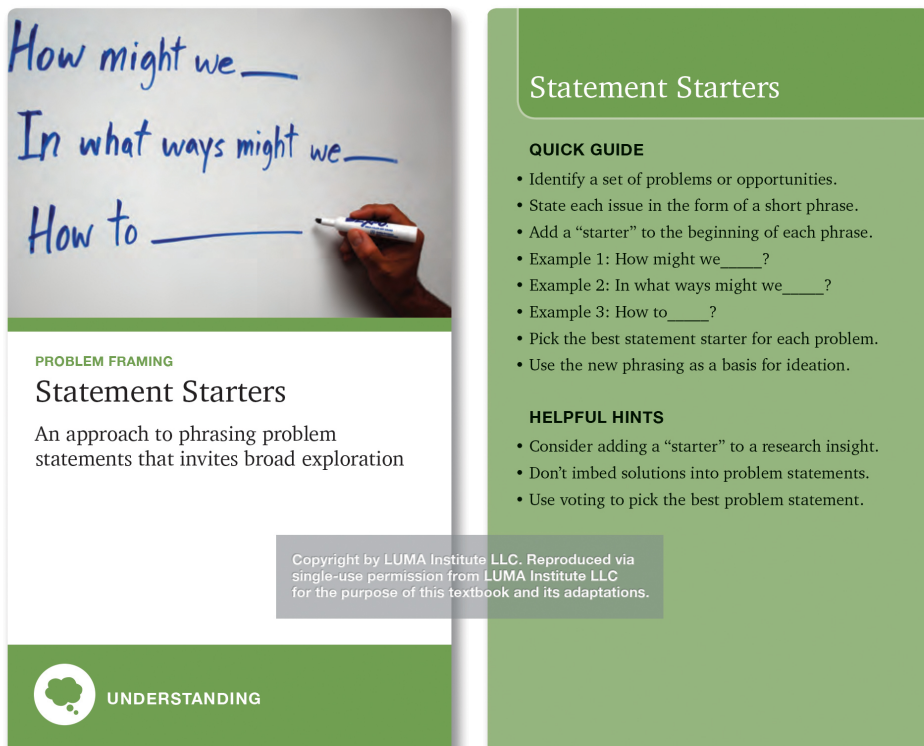 How might we___
In what ways might we___
How to ___
PROBLEM FRAMING
Statement Starters
An approach to phrasing problem
statements that invites broad exploration
UNDERSTANDING
Statement Starters
QUICK GUIDE
• Identify a set of problems or opportunities.
• State each issue in the form of a short phrase.
• Add a “starter” to the beginning of each phrase.
• Example 1: How might we_____?
• Example 2: In what ways might we_____?
• Example 3: How to_____?
• Pick the best statement starter for each problem.
• Use the new phrasing as a basis for ideation.
HELPFUL HINTS
• Consider adding a “starter” to a research insight.
• Don’t imbed solutions into problem statements.
• Use voting to pick the best problem statement.
Copyright by LUMA Institute LLC. Reproduced via
single-use permission from LUMA Institute LLC
for the purpose of this textbook and its adaptations.